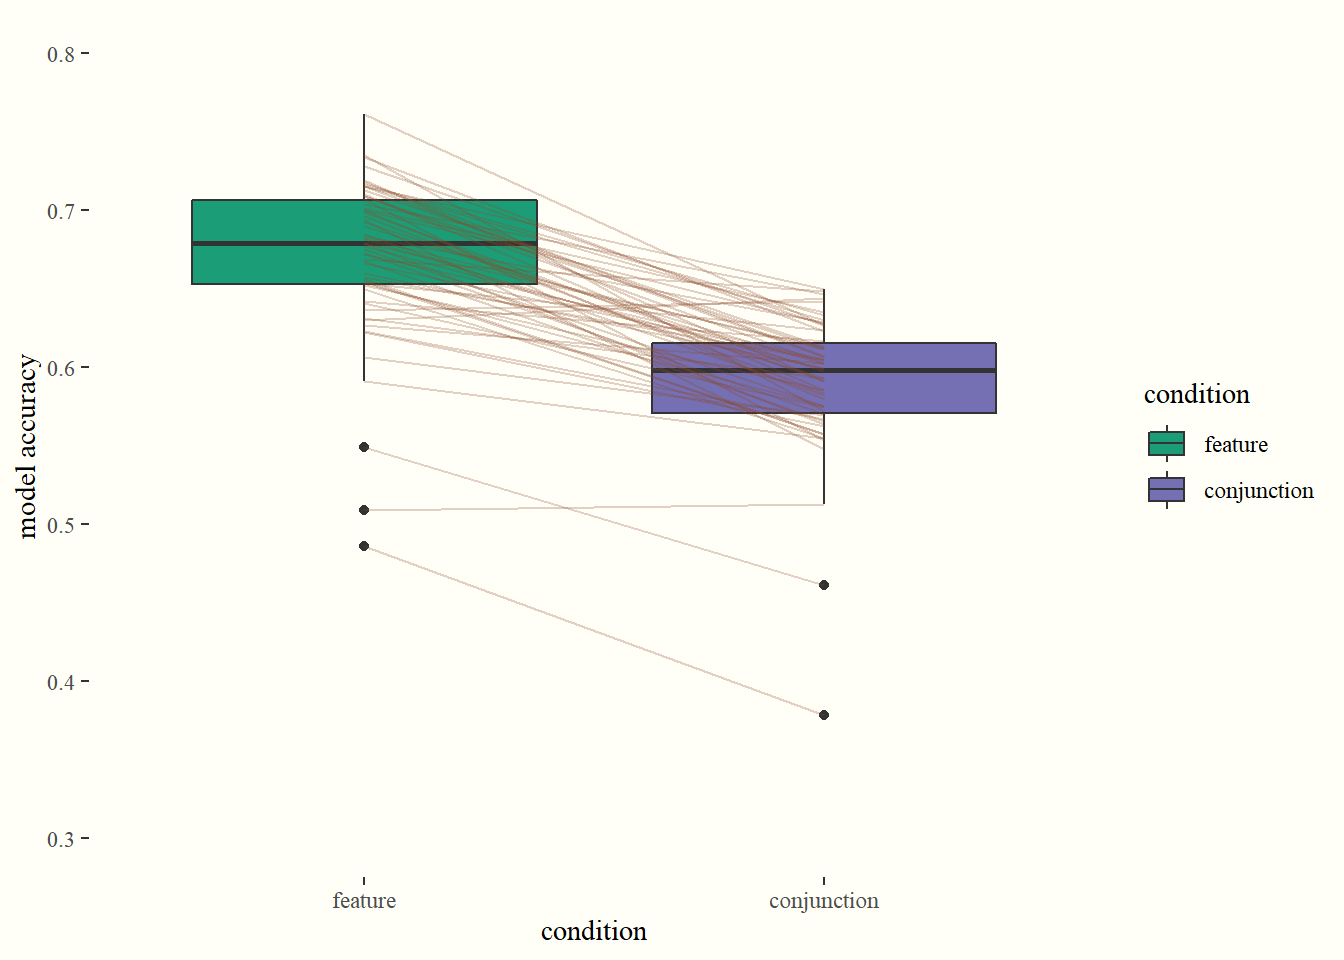 0.8
0.7
0.6
0.5
0.4
0.3
model accuracy
feature
conjunction
condition
condition
feature
conjunction